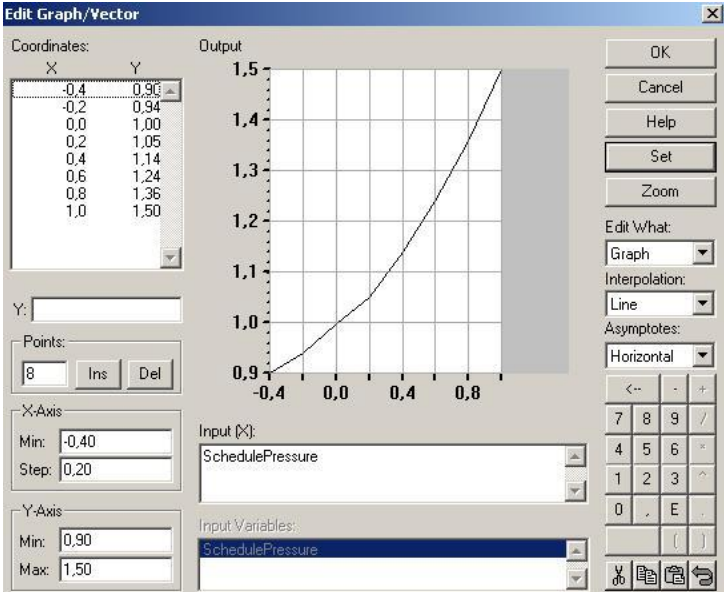 Edit Graph/Vector
Coordinates:
X Y
-0,4 0,90
-0,2 0,94
0,0 1,00
0,2 1,05
0,4 1,14
0,6 1,24
0,8 1,36
1,0 1,50
Y:
Points:
8 Ins Del
X-Axis
Min: -0,40
Step: 0,20
Y-Axis
Min: 0,90
Max: 1,50
Output
1,5
1,4
1,3
1,2
1,1
1,0
0,9
-0,4 0,0 0,4 0,8
Input (X):
SchedulePressure
Input Variables:
SchedulePressure
OK
Cancel
Help
Set
Zoom
Edit What:
Graph
Interpolation:
Line
Asymptotes:
Horizontal
<-- - +
7 8 9 /
4 5 6 *
1 2 3 ^
0 , E .
( )